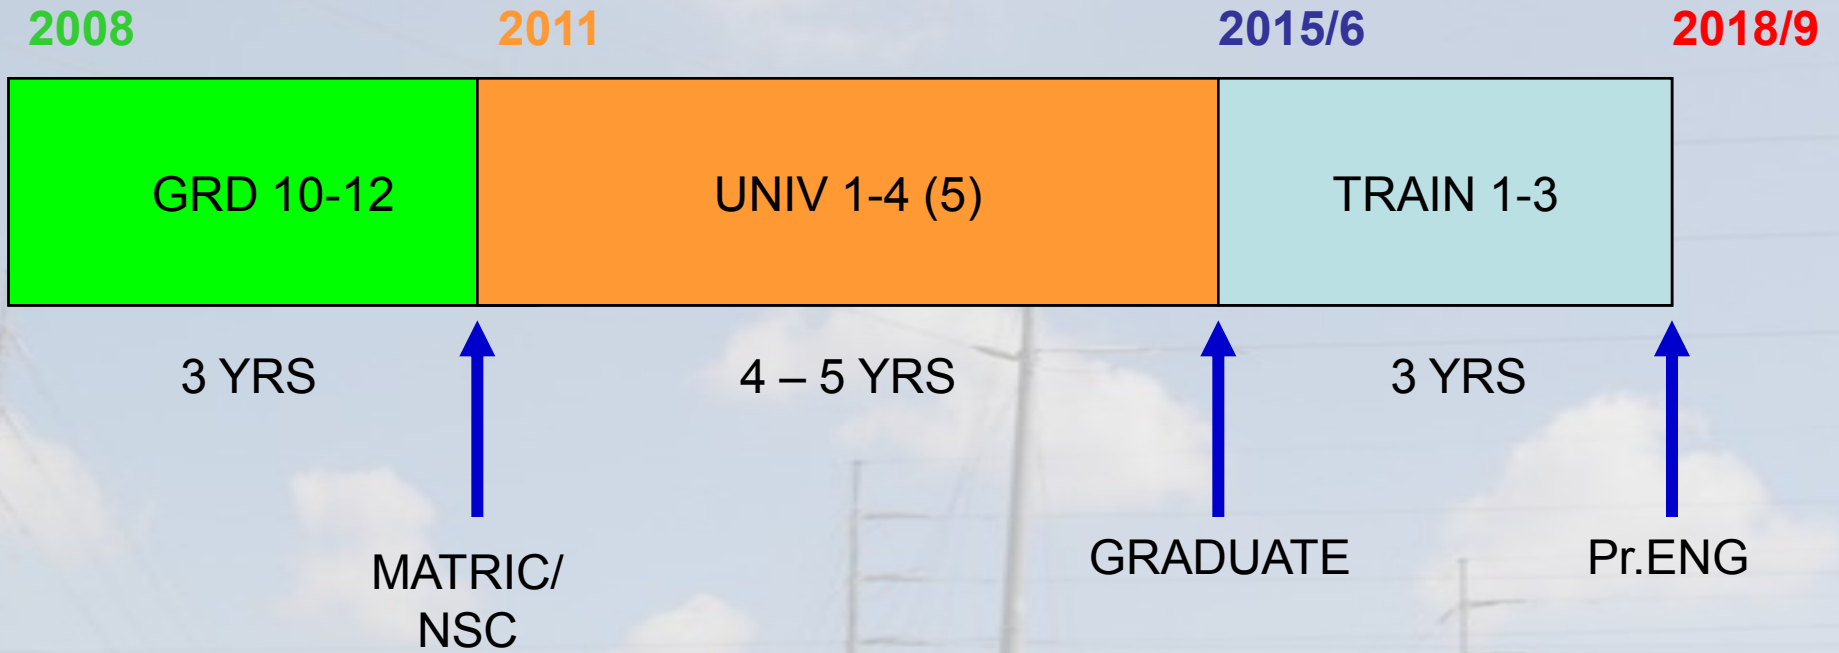 2008 2011 2015/6 2018/9
GRD 10-12 UNIV 1-4 (5) TRAIN 1-3
3 YRS 4 – 5 YRS 3 YRS
MATRIC/
NSC
GRADUATE
Pr.ENG